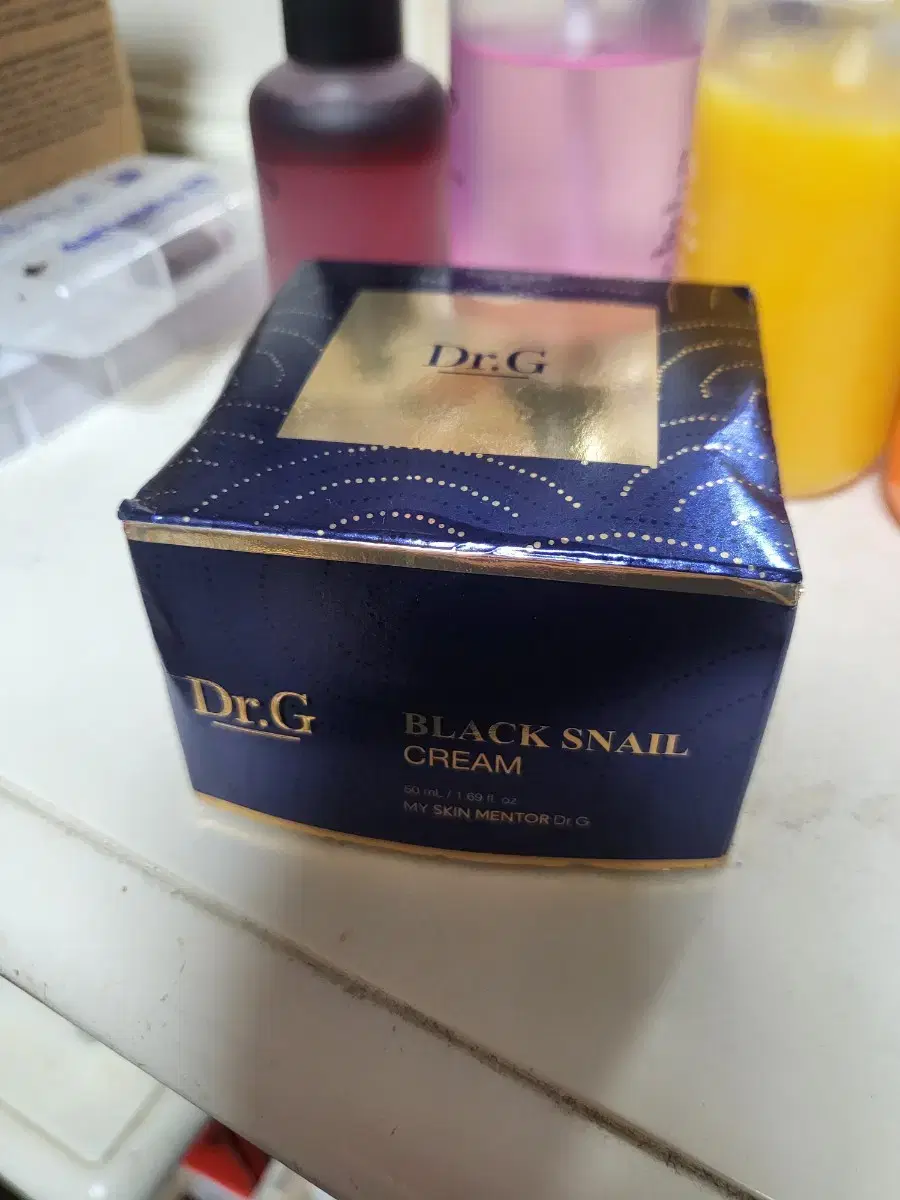 Dr.G
Dr.G
BLACK SNAIL
CREAM
50 mL / 1.69 fl. oz
MY SKIN MENTOR Dr.G